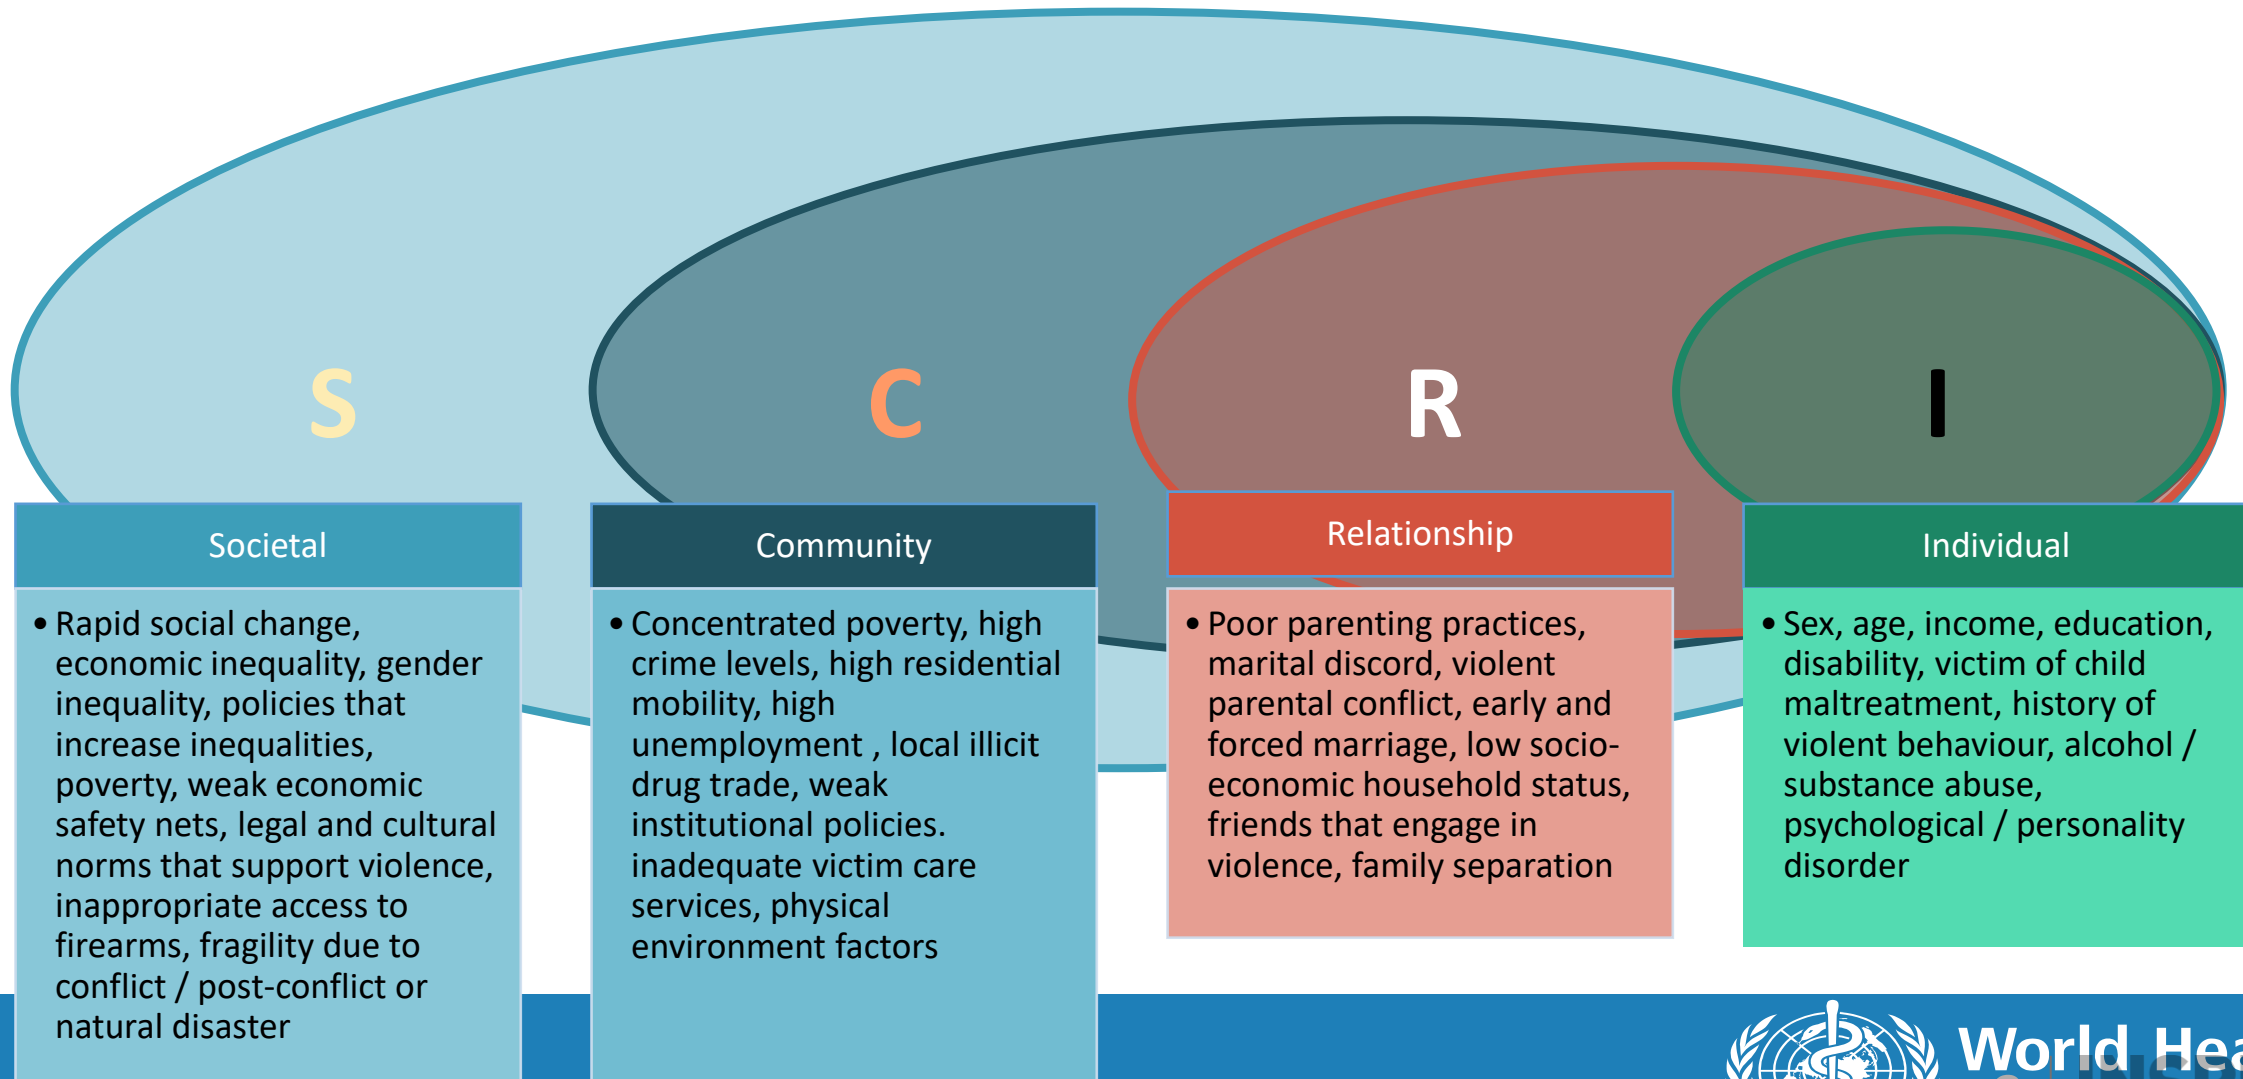 S
C
R
I
Societal
• Rapid social change,
economic inequality, gender
inequality, policies that
increase inequalities,
poverty, weak economic
safety nets, legal and cultural
norms that support violence,
inappropriate access to
firearms, fragility due to
conflict / post-conflict or
natural disaster
Community
• Concentrated poverty, high
crime levels, high residential
mobility, high
unemployment , local illicit
drug trade, weak
institutional policies.
inadequate victim care
services, physical
environment factors
Relationship
• Poor parenting practices,
marital discord, violent
parental conflict, early and
forced marriage, low socio-
economic household status,
friends that engage in
violence, family separation
Individual
• Sex, age, income, education,
disability, victim of child
maltreatment, history of
violent behaviour, alcohol /
substance abuse,
psychological / personality
disorder
World Hea